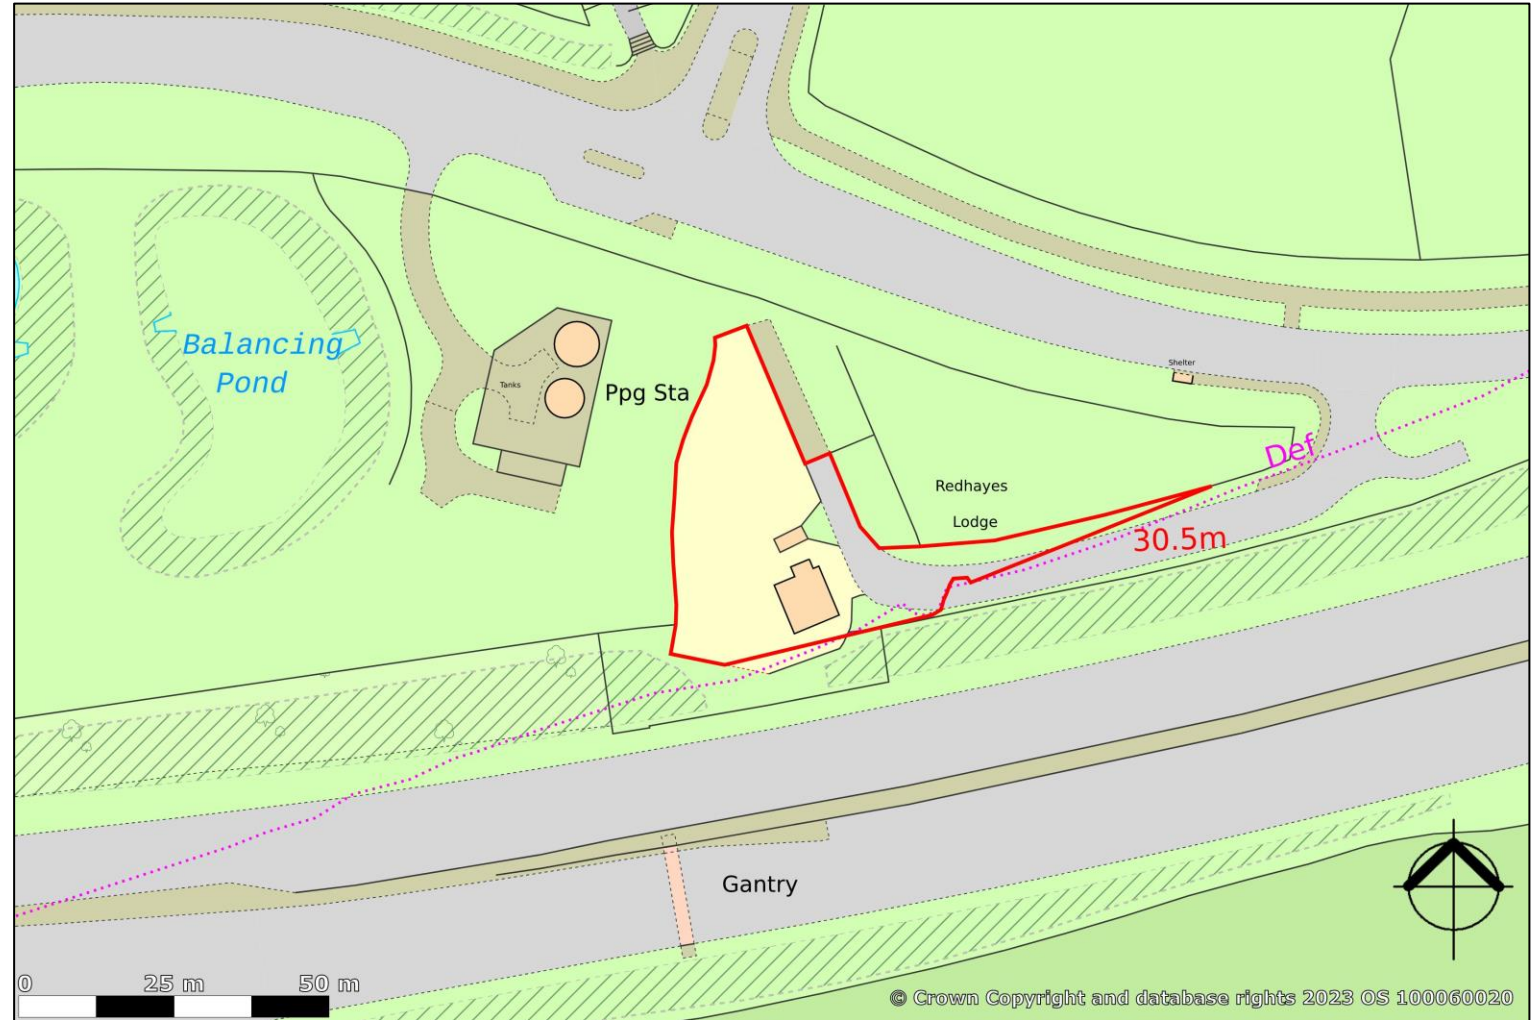 Balancing
Pond
Tanks
Ppg Sta
Shelter
Def
Redhayes
Lodge
30.5m
Gantry
0 25 m 50 m
© Crown Copyright and database rights 2023 OS 100060020